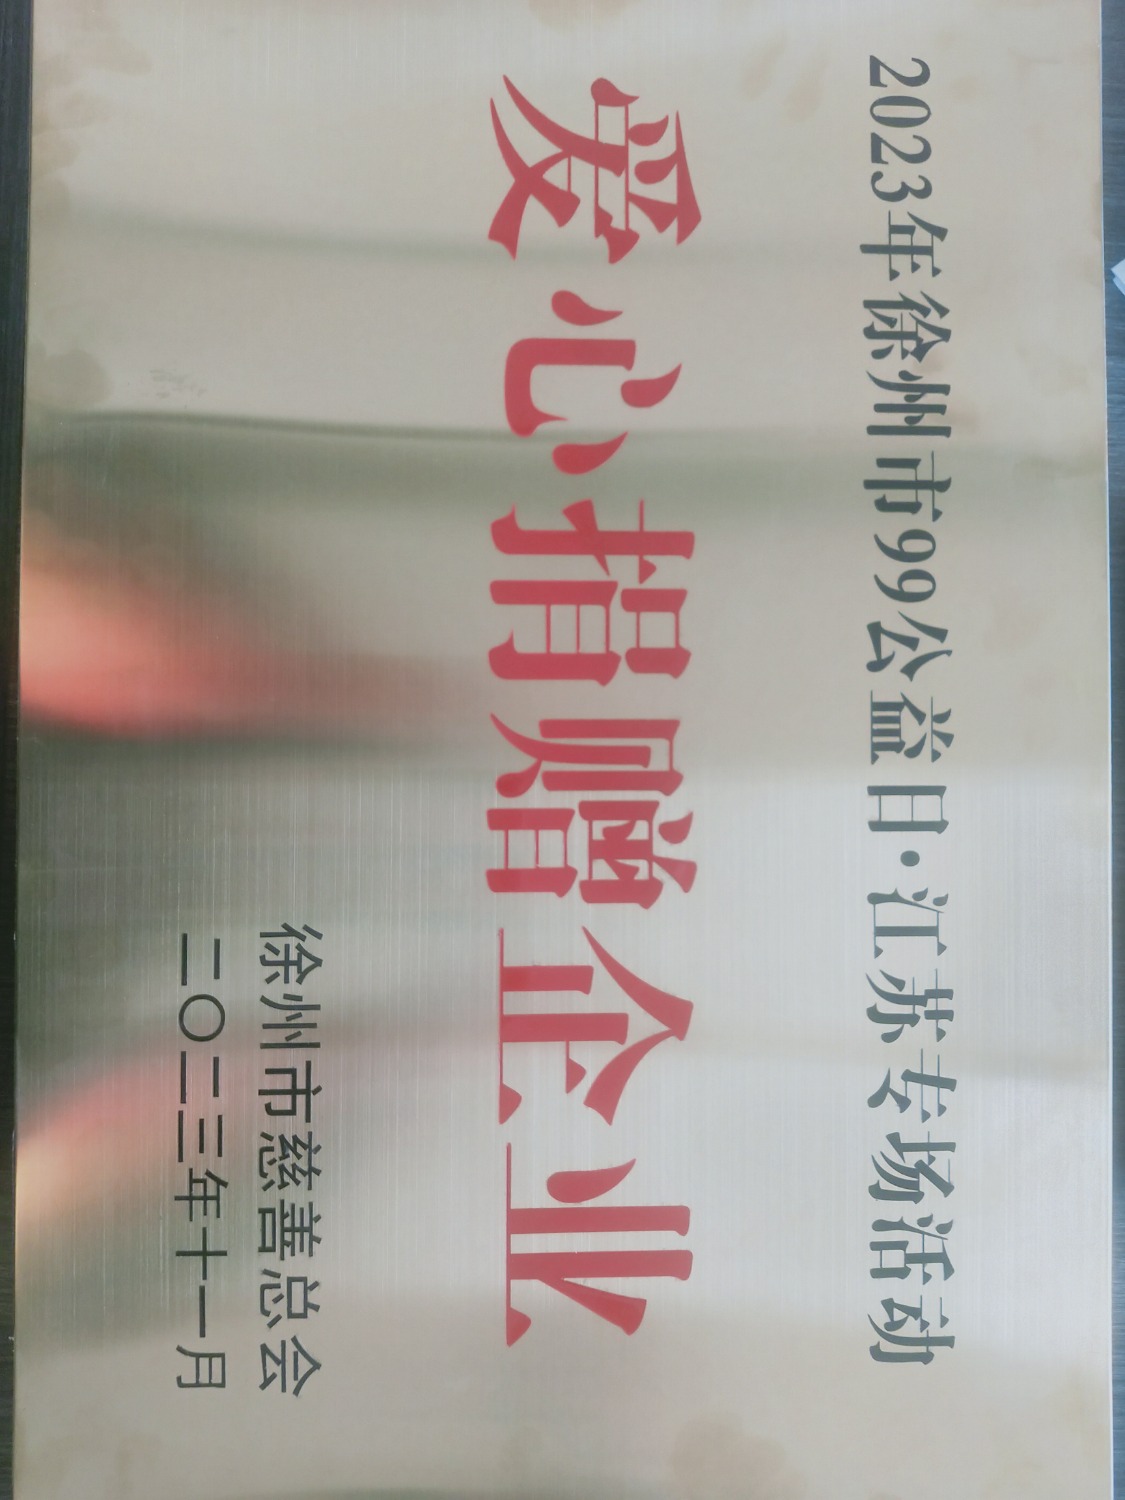 2023年徐州市99公益日·江苏专场活动
爱心捐赠企业
徐州市慈善总会
二〇二三年十一月